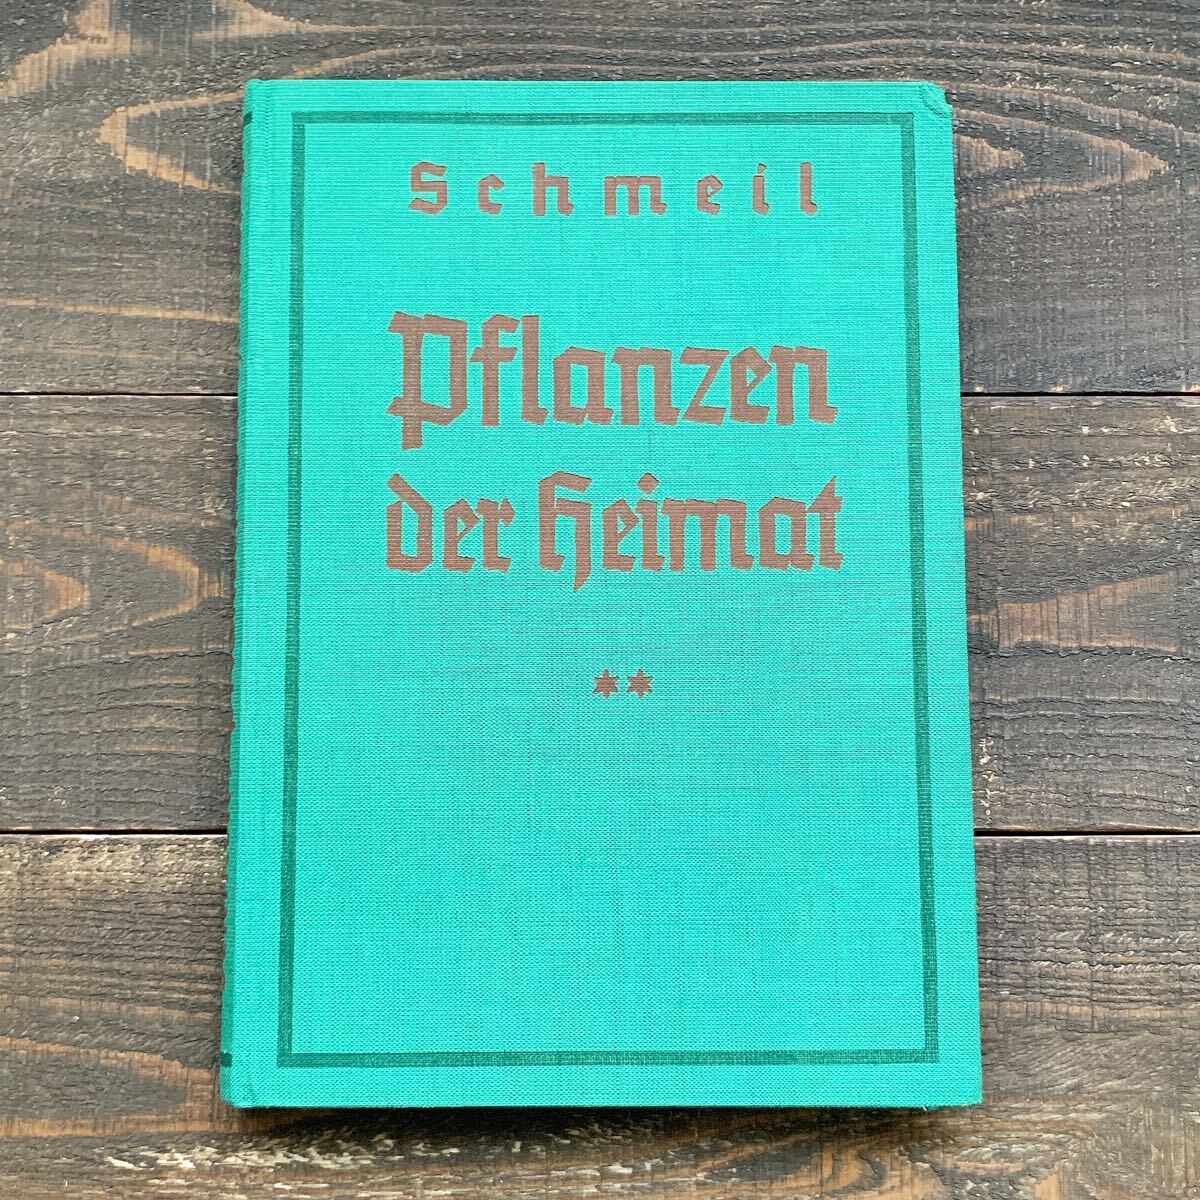 Schmeil
Pflanzen
der Heimat
**